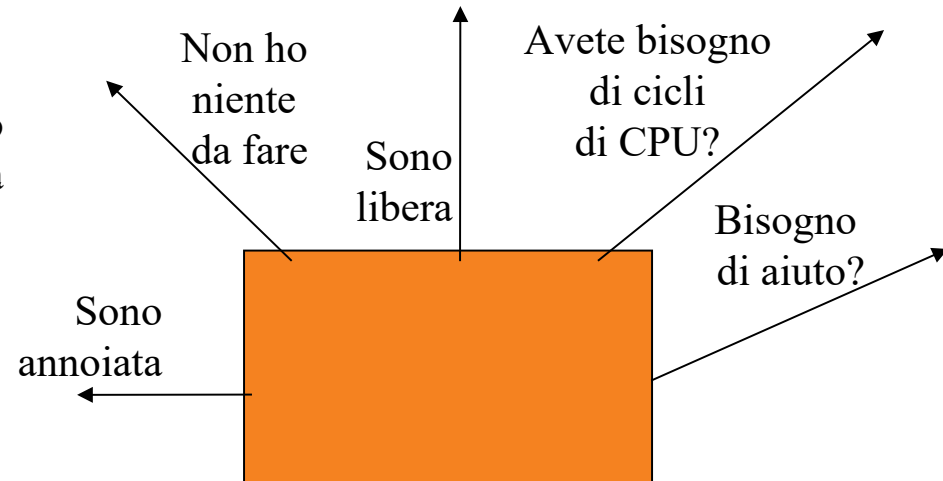 Non ho
niente
da fare
Sono
libera
Avete bisogno
di cicli
di CPU?
Bisogno
di aiuto?
Sono
annoiata